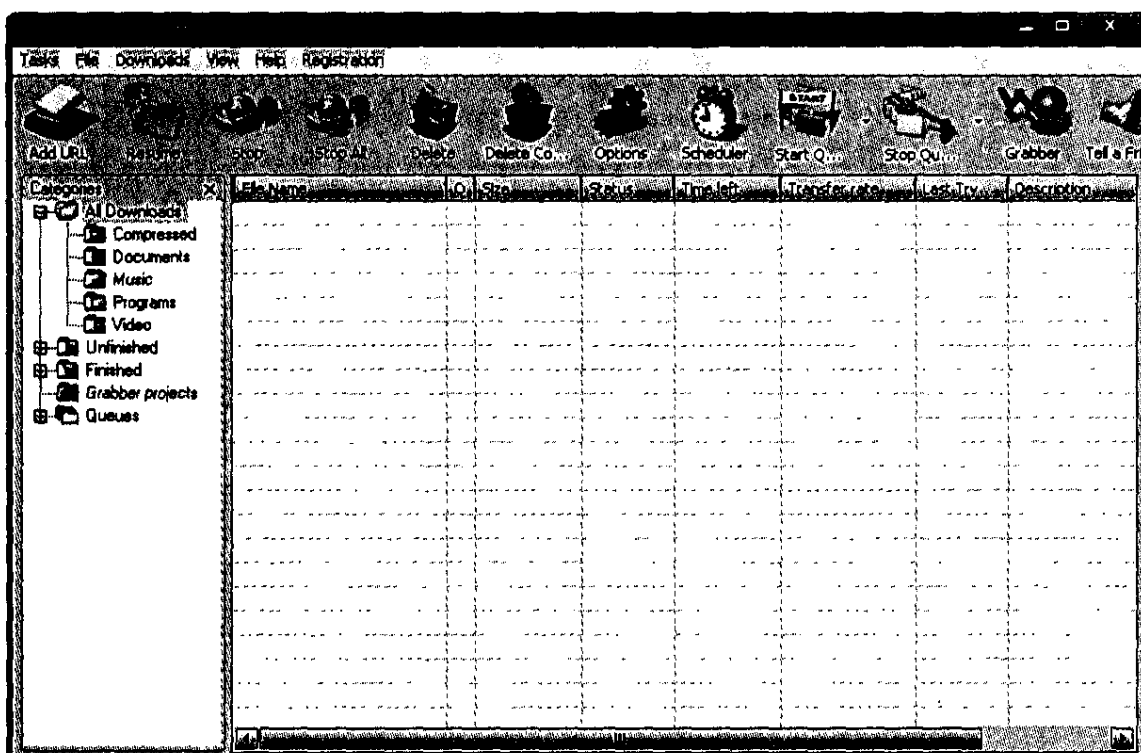 Tasks File Downloads View Help Registration
START
Add URL Resume Stop Stop All Delete Delete Co... Options Scheduler Start Q... Stop Qu... Grabber Tell a Fri
Categories File Name Q Size Status Time left Transfer rate Last Try Description
All Downloads
Compressed
Documents
Music
Programs
Video
Unfinished
Finished
Grabber projects
Queues